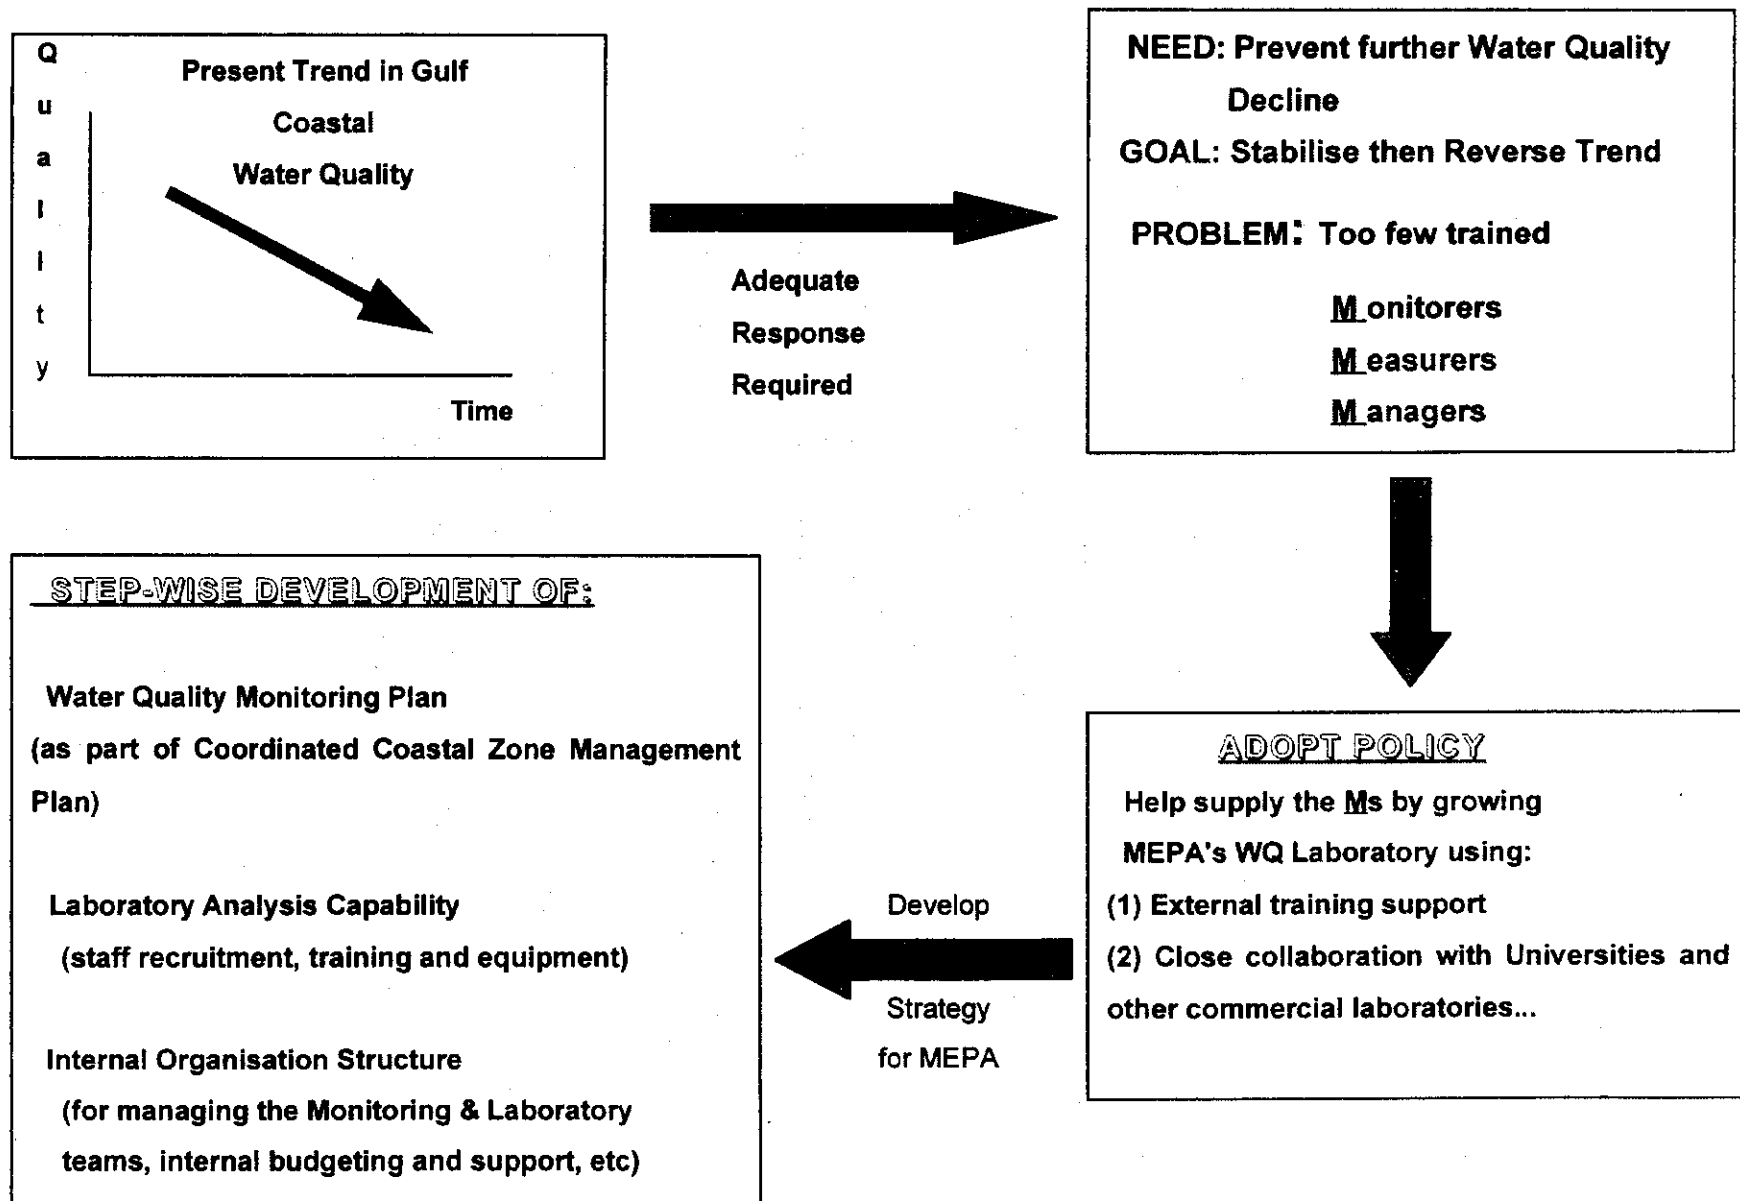 Quality
Present Trend in Gulf
Coastal
Water Quality
Time
Adequate
Response
Required
NEED: Prevent further Water Quality
Decline
GOAL: Stabilise then Reverse Trend
PROBLEM: Too few trained
M onitorers
M easurers
M anagers
ADOPT POLICY
Help supply the Ms by growing
MEPA's WQ Laboratory using:
(1) External training support
(2) Close collaboration with Universities and
other commercial laboratories...
Develop
Strategy
for MEPA
STEP-WISE DEVELOPMENT OF:
Water Quality Monitoring Plan
(as part of Coordinated Coastal Zone Management
Plan)
Laboratory Analysis Capability
(staff recruitment, training and equipment)
Internal Organisation Structure
(for managing the Monitoring & Laboratory
teams, internal budgeting and support, etc)